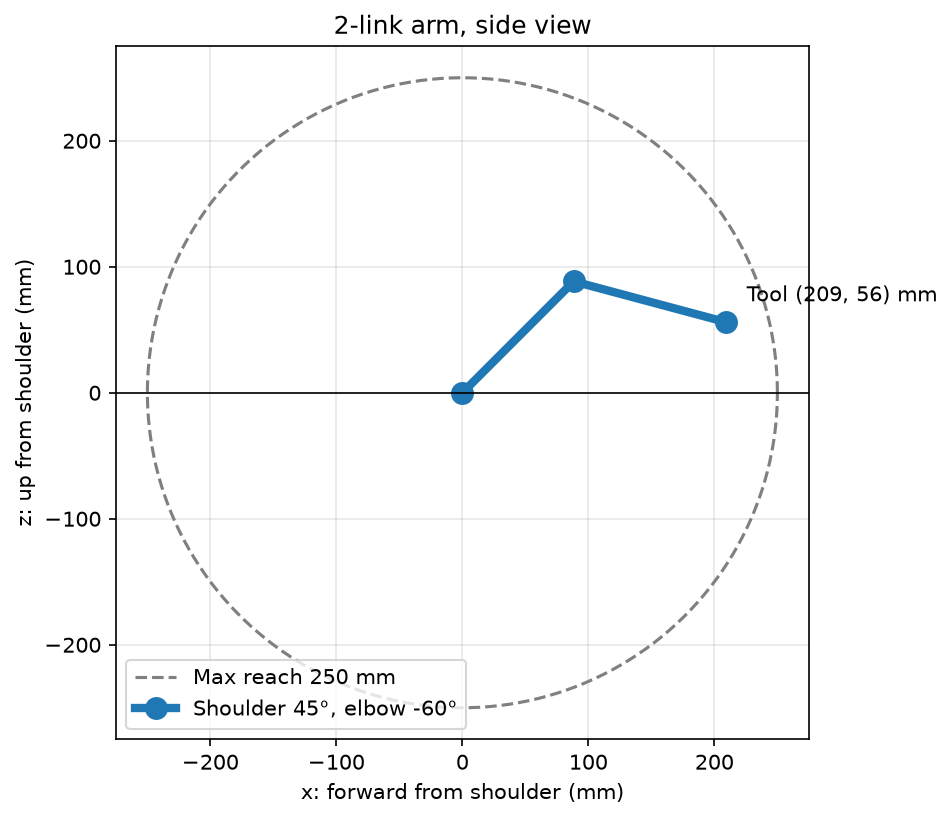 2-link arm, side view
z: up from shoulder (mm)
200
100
0
−100
−200
Tool (209, 56) mm
Max reach 250 mm
Shoulder 45°, elbow -60°
−200
−100
0
100
200
x: forward from shoulder (mm)